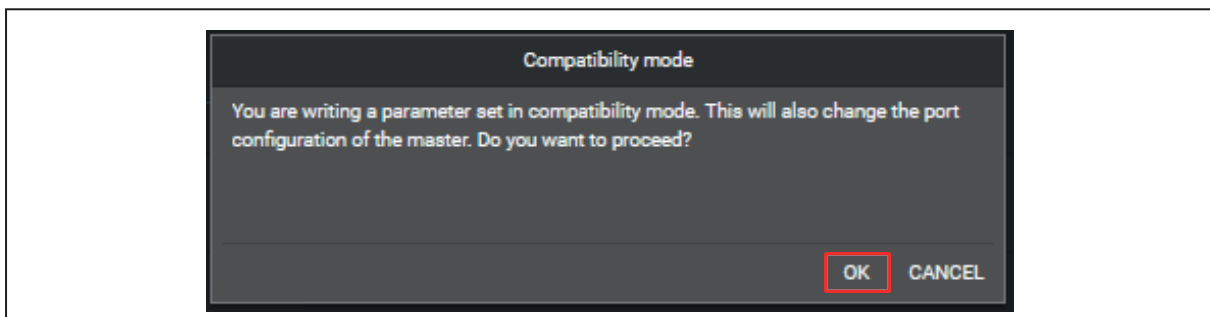 Compatibility mode
You are writing a parameter set in compatibility mode. This will also change the port
configuration of the master. Do you want to proceed?
OK CANCEL